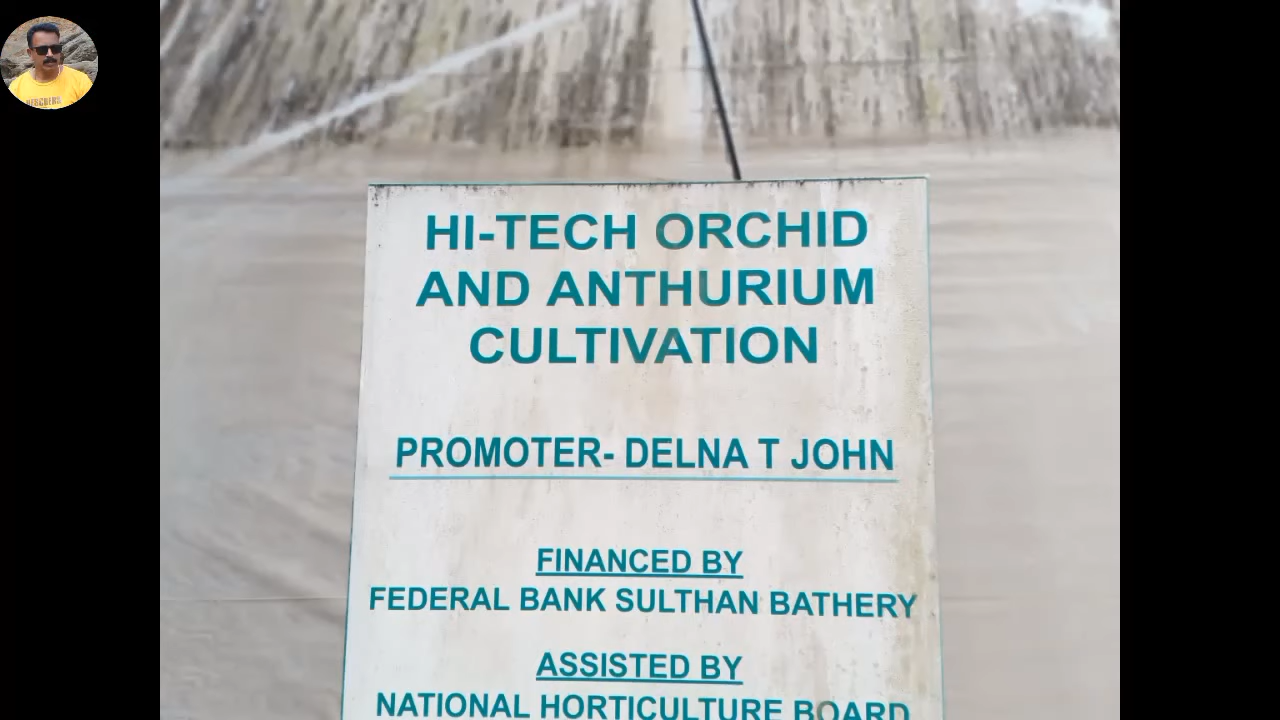 HI-TECH ORCHID
AND ANTHURIUM
CULTIVATION
PROMOTER- DELNA T JOHN
FINANCED BY
FEDERAL BANK SULTHAN BATHERY
ASSISTED BY
NATIONAL HORTICULTURE BOARD